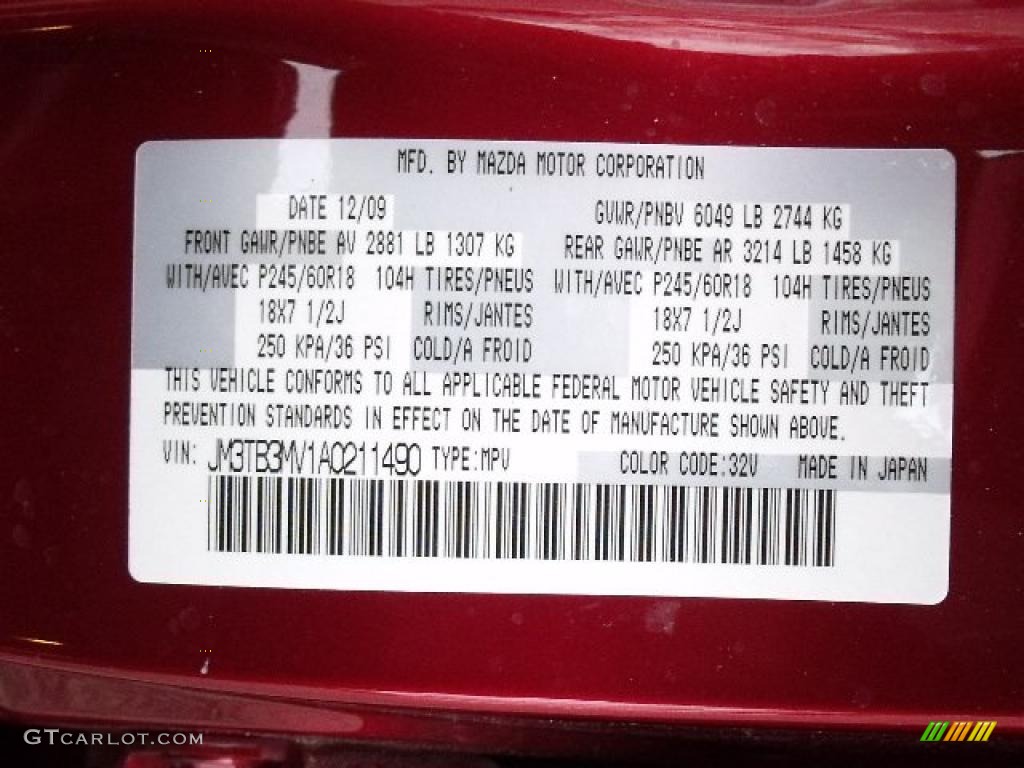 MFD. BY MAZDA MOTOR CORPORATION
DATE 12/09 GVWR/PNBV 6049 LB 2744 KG
FRONT GAWR/PNBE AV 2881 LB 1307 KG REAR GAWR/PNBE AR 3214 LB 1458 KG
WITH/AVEC P245/60R18 104H TIRES/PNEUS WITH/AVEC P245/60R18 104H TIRES/PNEUS
18X7 1/2J RIMS/JANTES 18X7 1/2J RIMS/JANTES
250 KPA/36 PSI COLD/A FROID 250 KPA/36 PSI COLD/A FROID
THIS VEHICLE CONFORMS TO ALL APPLICABLE FEDERAL MOTOR VEHICLE SAFETY AND THEFT
PREVENTION STANDARDS IN EFFECT ON THE DATE OF MANUFACTURE SHOWN ABOVE.
VIN: JM3TB3MV1A0211490 TYPE:MPV COLOR CODE:32V MADE IN JAPAN
GTCARLOT.COM